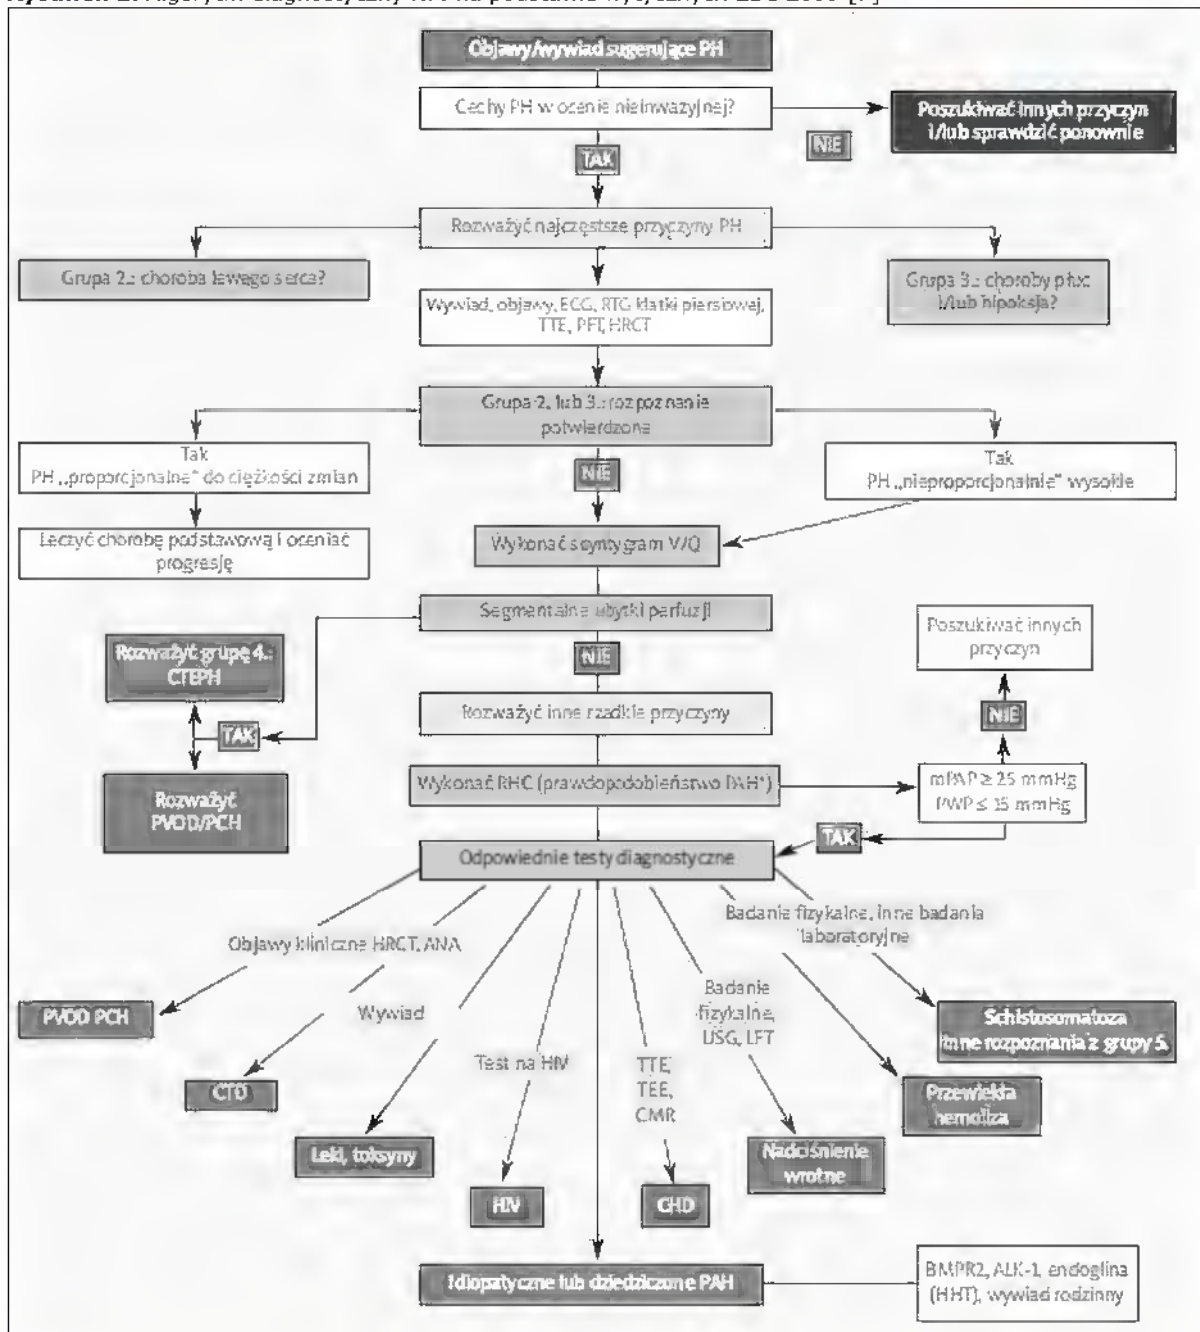 Objawy/wywiad sugerujące PH
Cechy PH w ocenie nieinwazyjnej?
Poszukiwać innych przyczyn
i/lub sprawdzić ponownie
NIE
TAK
Rozważyć najczęstsze przyczyny PH
Grupa 2.: choroba lewego serca?
Grupa 3.: choroby płuc
i/lub hipoksja?
Wywiad, objawy, ECG, RTG klatki piersiowej,
TTE, PFT, HRCT
Grupa 2. lub 3.: rozpoznanie
potwierdzone
Tak
PH „proporcjonalne” do ciężkości zmian
NIE
Tak
PH „nieproporcjonalnie” wysokie
Leczyć chorobę podstawową i oceniać
progresję
Wykonać scyntygram V/Q
Segmentalne ubytki perfuzji
Rozważyć grupę 4.:
CTEPH
NIE
Poszukiwać innych
przyczyn
TAK
Rozważyć inne rzadkie przyczyny
NIE
Rozważyć
PVOD/PCH
Wykonać RHC (prawdopodobieństwo PAH*)
mPAP ≥ 25 mmHg
PWP ≤ 15 mmHg
TAK
Odpowiednie testy diagnostyczne
Objawy kliniczne HRCT, ANA
Badanie fizykalne, inne badania
laboratoryjne
Wywiad
Test na HIV
TTE,
TEE,
CMR
Badanie
fizykalne,
USG, LFT
PVOD PCH
CTD
Leki, toksyny
HIV
CHD
Nadciśnienie
wrotne
Przewlekła
hemoliza
Schistosomatoza
inne rozpoznania z grupy 5.
Idiopatyczne lub dziedziczone PAH
BMPR2, ALK-1, endoglina
(HHT), wywiad rodzinny